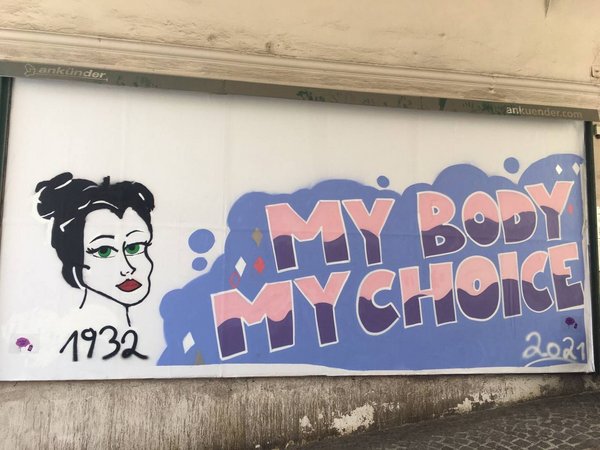 ankünder
ankuender.com
MY BODY
MY CHOICE
1932
2021